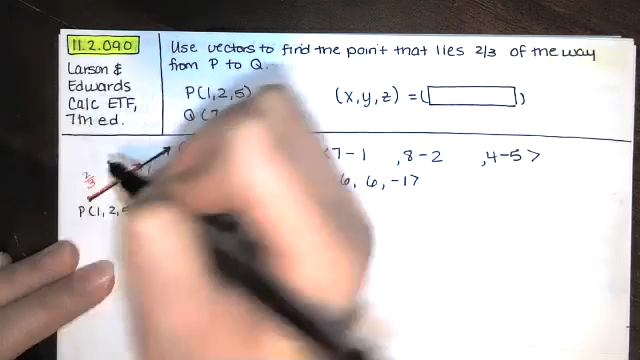 11.2.090
Larson &
Edwards
Calc ETF,
7th ed.
Use vectors to find the point that lies 2/3 of the way
from P to Q.
P(1,2,5)
(x,y,z) = ( )
Q(7
7-1 , 8-2 , 4-5>
6, 6, -1>
2/3
P(1,2,5